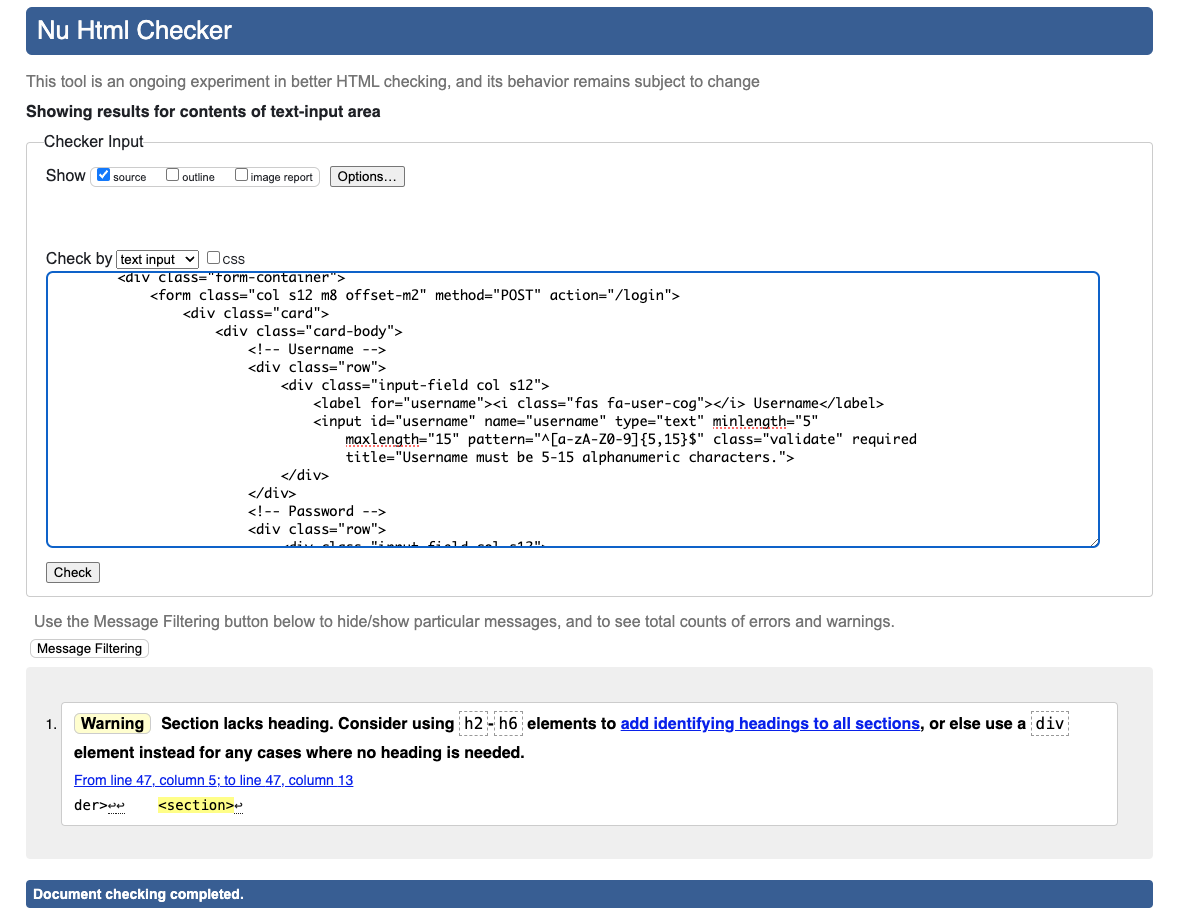 Nu Html Checker
This tool is an ongoing experiment in better HTML checking, and its behavior remains subject to change
Showing results for contents of text-input area
Checker Input
Show source outline image report Options...
Check by text input css
<div class="form-container">
<form class="col s12 m8 offset-m2" method="POST" action="/login">
<div class="card">
<div class="card-body">
<!-- Username -->
<div class="row">
<div class="input-field col s12">
<label for="username"><i class="fas fa-user-cog"></i> Username</label>
<input id="username" name="username" type="text" minlength="5"
maxlength="15" pattern="^[a-zA-Z0-9]{5,15}$" class="validate" required
title="Username must be 5-15 alphanumeric characters.">
</div>
</div>
<!-- Password -->
<div class="row">
<div class="input-field col s12">
Check
Use the Message Filtering button below to hide/show particular messages, and to see total counts of errors and warnings.
Message Filtering
1. Warning Section lacks heading. Consider using h2-h6 elements to add identifying headings to all sections, or else use a div
element instead for any cases where no heading is needed.
From line 47, column 5; to line 47, column 13
der>↩↩ <section>↩
Document checking completed.